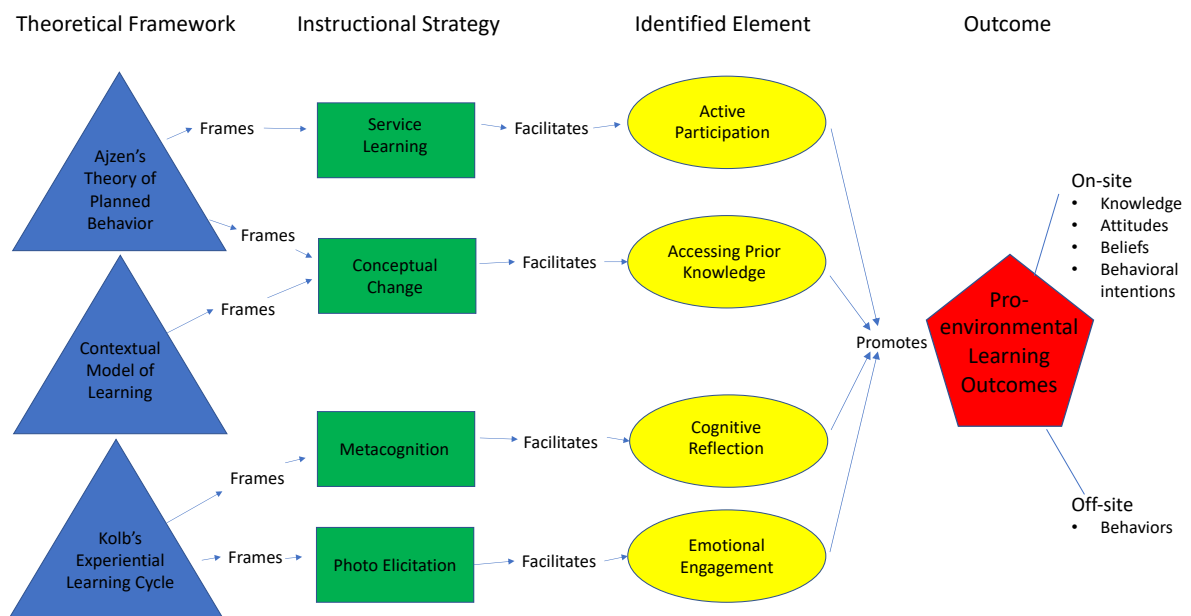 Theoretical Framework
Instructional Strategy
Identified Element
Outcome
Ajzen's
Theory of
Planned
Behavior
Frames
Service
Learning
Facilitates
Active
Participation
Frames
Conceptual
Change
Facilitates
Accessing Prior
Knowledge
Contextual
Model of
Learning
Frames
Metacognition
Facilitates
Cognitive
Reflection
Kolb's
Experiential
Learning Cycle
Frames
Frames
Photo Elicitation
Facilitates
Emotional
Engagement
Promotes
Pro-
environmental
Learning
Outcomes
On-site
• Knowledge
• Attitudes
• Beliefs
• Behavioral
intentions
Off-site
• Behaviors